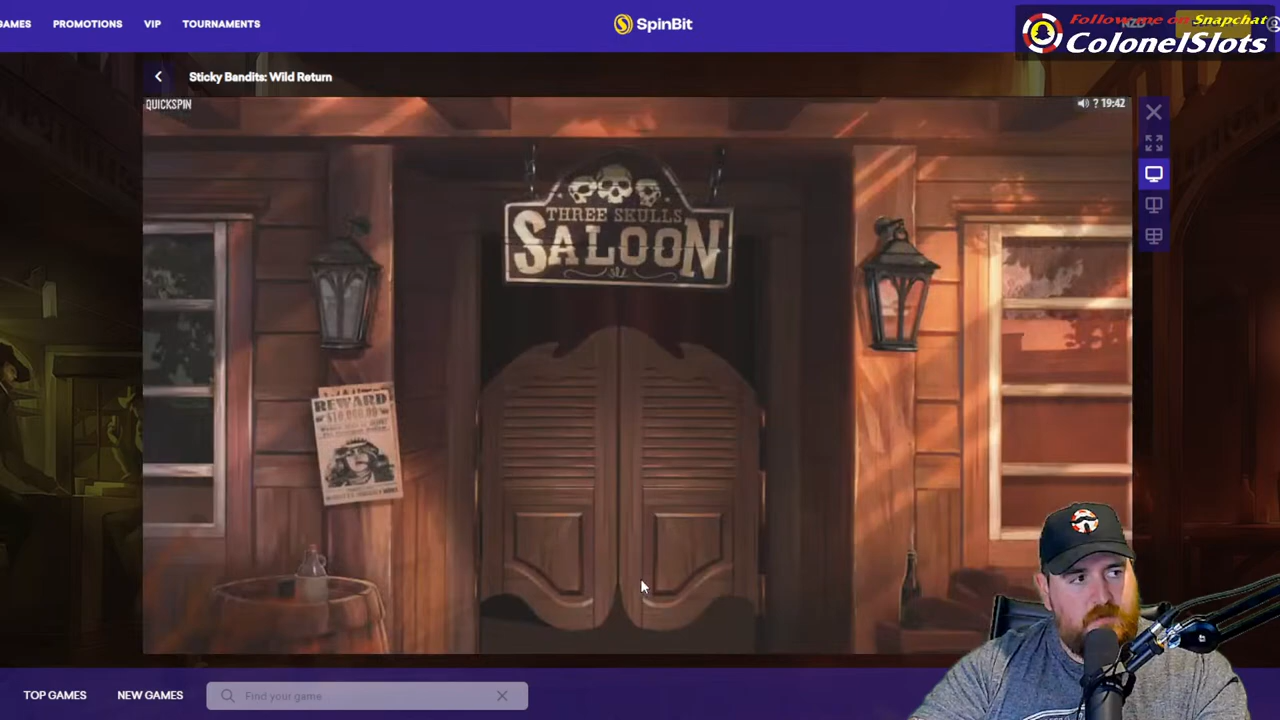 GAMES
PROMOTIONS
VIP
TOURNAMENTS
SpinBit
NZD
Follow me on Snapchat
ColonelSlots
Sticky Bandits: Wild Return
QUICKSPIN
? 19:42
THREE SKULLS
SALOON
REWARD
TOP GAMES
NEW GAMES
Find your game